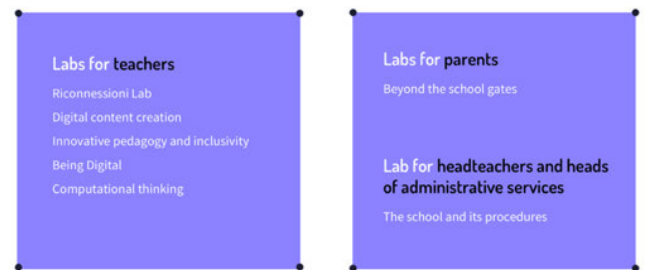 Labs for teachers
Riconnessioni Lab
Digital content creation
Innovative pedagogy and inclusivity
Being Digital
Computational thinking
Labs for parents
Beyond the school gates
Lab for headteachers and heads
of administrative services
The school and its procedures